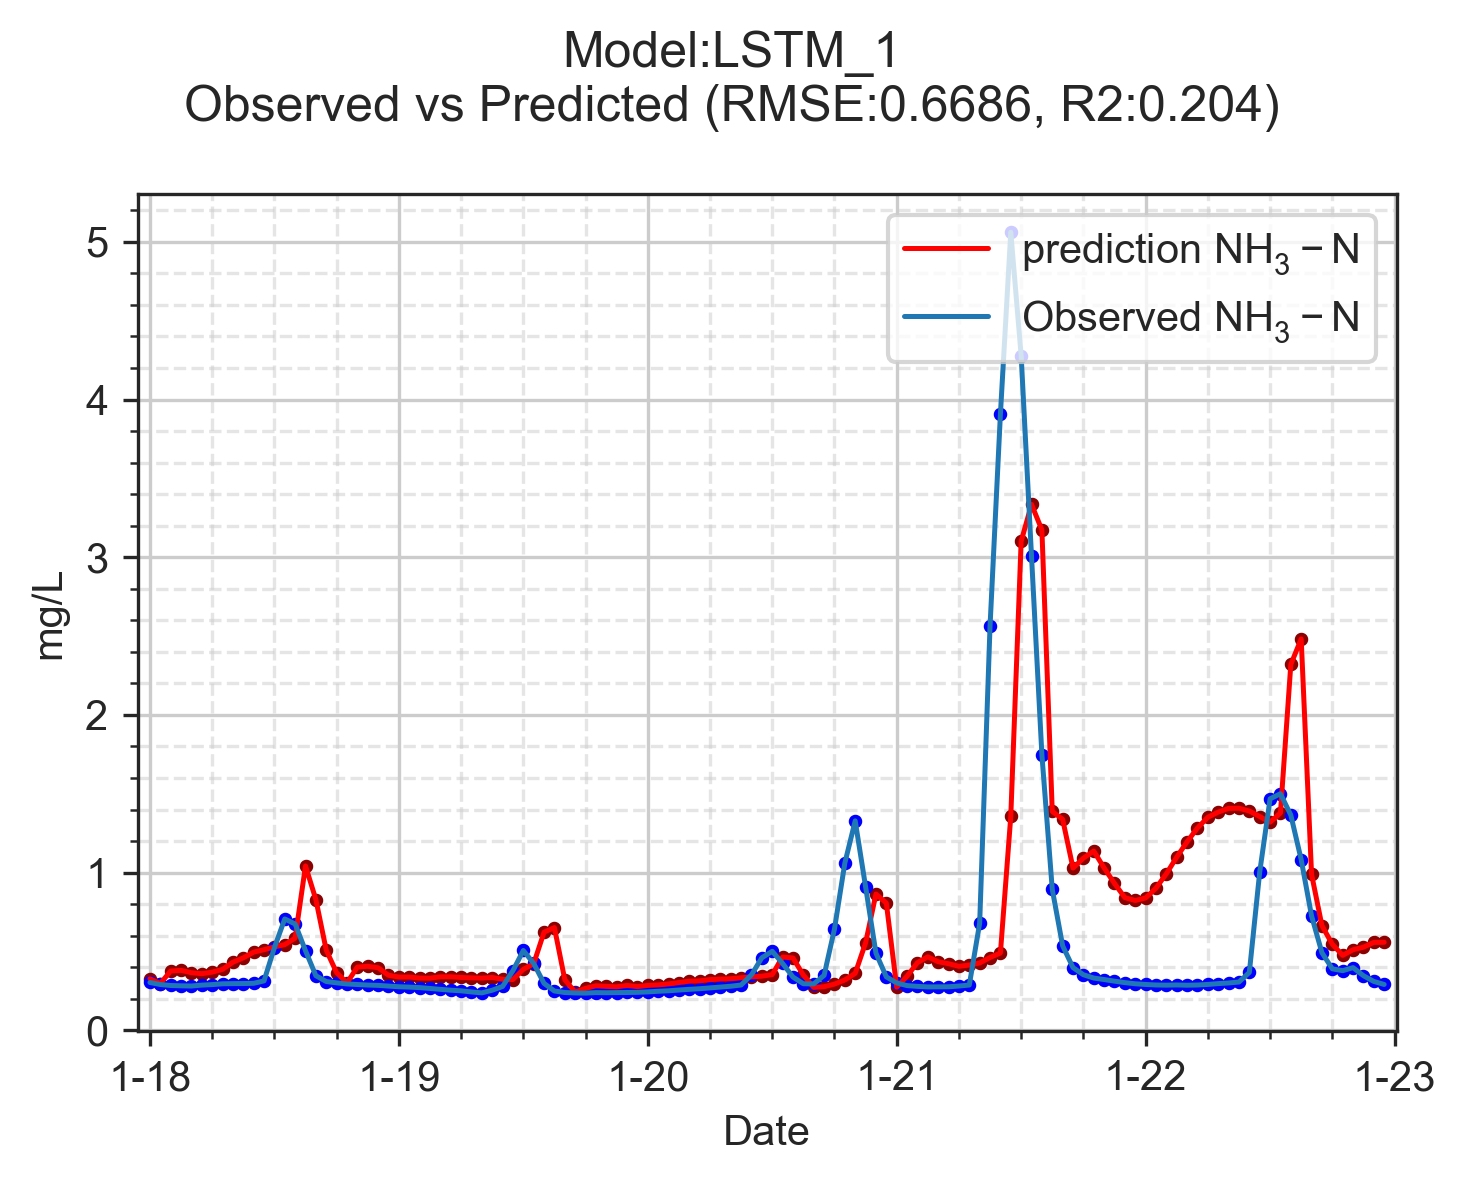 Model:LSTM_1
Observed vs Predicted (RMSE:0.6686, R2:0.204)
prediction NH₃ − N
Observed NH₃ − N
5
4
3
2
1
0
mg/L
1-18 1-19 1-20 1-21 1-22 1-23
Date